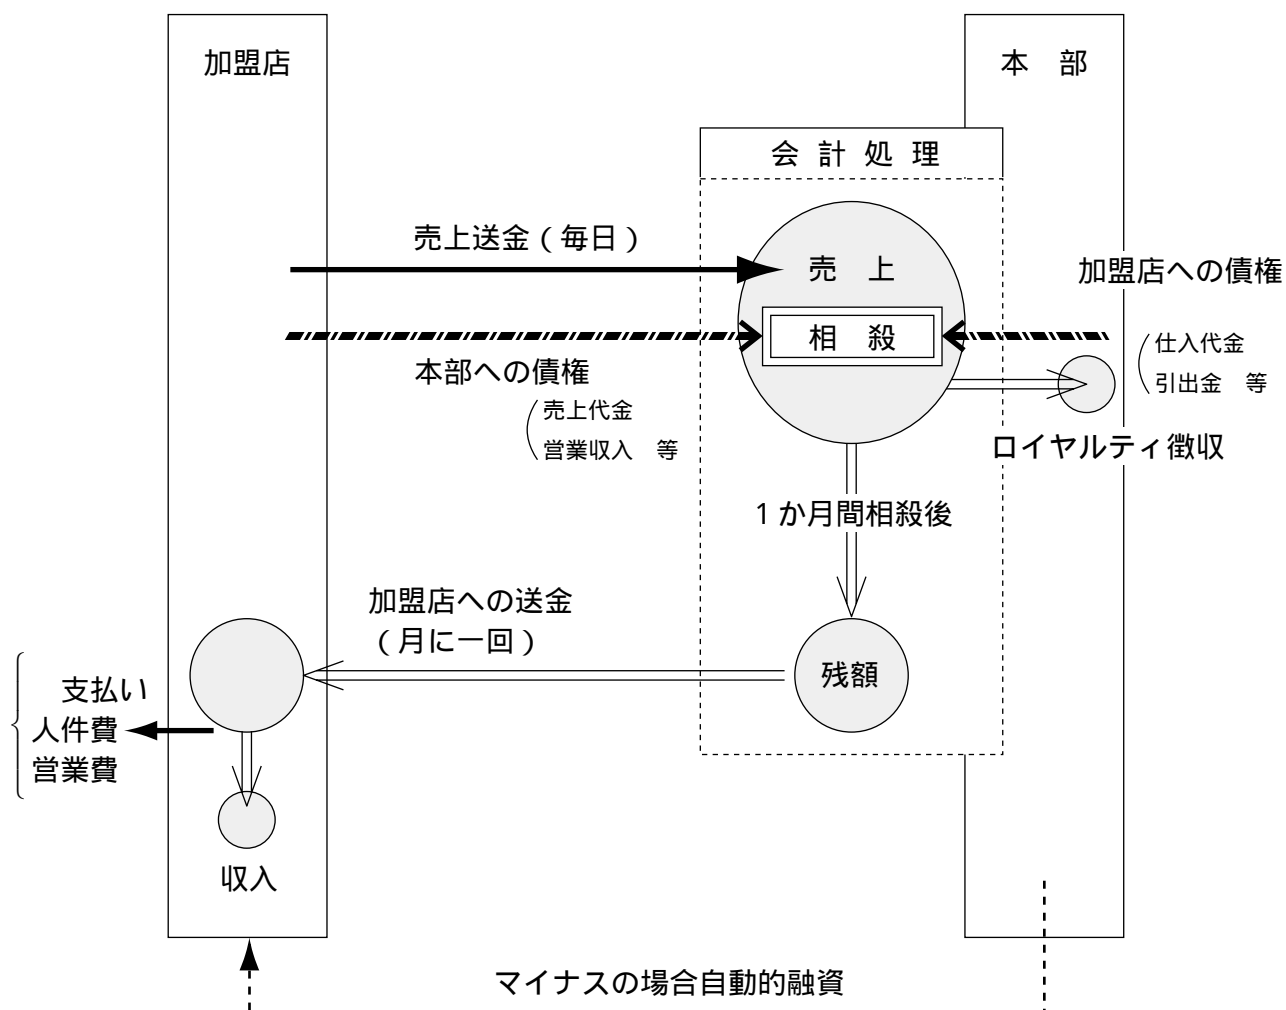 加盟店
本　部
会計処理
売上送金（毎日）
売　上
加盟店への債権
相　殺
仕入代金
引出金　等
本部への債権
売上代金
営業収入　等
ロイヤルティ徴収
1か月間相殺後
加盟店への送金
（月に一回）
残額
支払い
人件費
営業費
収入
マイナスの場合自動的融資